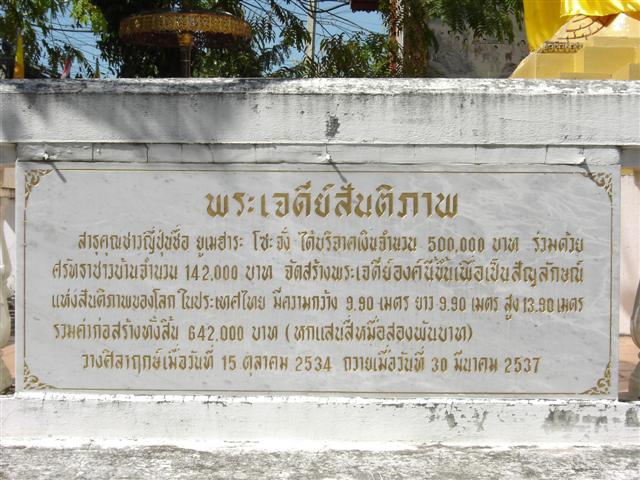 พระเจดีย์สันติภาพ
สาธุคุณชาวญี่ปุ่นชื่อ ยูเมฮาระ โซะจั่ง ได้บริจาคเงินจำนวน 500,000 บาท ร่วมด้วย
ศรัทธาชาวบ้านจำนวน 142,000 บาท จัดสร้างพระเจดีย์องค์นี้ขึ้นเพื่อเป็นสัญลักษณ์
แห่งสันติภาพของโลก ในประเทศไทย มีความกว้าง 9.90 เมตร ยาว 9.90 เมตร สูง 13.90 เมตร
รวมค่าก่อสร้างทั้งสิ้น 642,000 บาท (หกแสนสี่หมื่อสองพันบาท)
วางศิลาฤกษ์เมื่อวันที่ 15 ตุลาคม 2534 ถวายเมื่อวันที่ 30 มีนาคม 2537